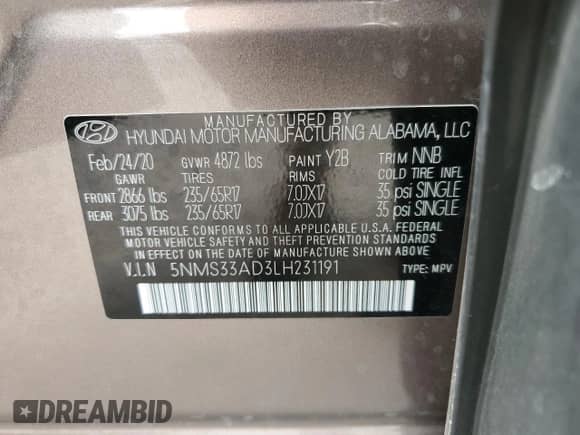 MANUFACTURED BY
HYUNDAI MOTOR MANUFACTURING ALABAMA, LLC
Feb/24/20 GVWR 4872 lbs PAINT Y2B TRIM NNB
GAWR TIRES RIMS COLD TIRE INFL
FRONT 2866 lbs 235/65R17 7.0JX17 35 psi SINGLE
REAR 3075 lbs 235/65R17 7.0JX17 35 psi SINGLE
THIS VEHICLE CONFORMS TO ALL APPLICABLE U.S.A. FEDERAL
MOTOR VEHICLE SAFETY AND THEFT PREVENTION STANDARDS
IN EFFECT ON THE DATE OF MANUFACTURE SHOWN ABOVE.
V.I.N 5NMS33AD3LH231191 TYPE: MPV
DREAMBID